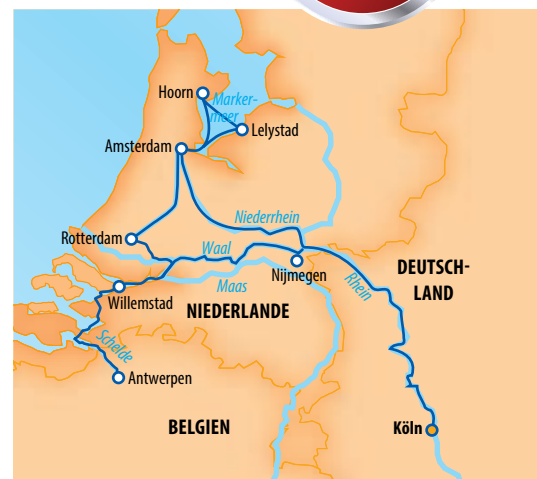 Hoorn
Marker-
meer
Lelystad
Amsterdam
Niederrhein
Rotterdam
Waal
Nijmegen
DEUTSCH-
LAND
Maas
Rhein
Willemstad
NIEDERLANDE
Schelde
Antwerpen
BELGIEN
Köln